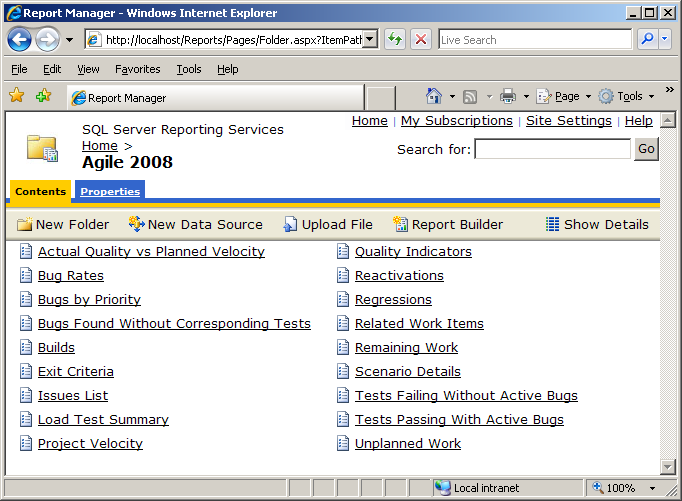 Report Manager - Windows Internet Explorer
http://localhost/Reports/Pages/Folder.aspx?ItemPath
Live Search
File Edit View Favorites Tools Help
Report Manager
Page Tools »
Home | My Subscriptions | Site Settings | Help
SQL Server Reporting Services
Home >
Agile 2008
Search for: Go
Contents Properties
New Folder New Data Source Upload File Report Builder Show Details
Actual Quality vs Planned Velocity Quality Indicators
Bug Rates Reactivations
Bugs by Priority Regressions
Bugs Found Without Corresponding Tests Related Work Items
Builds Remaining Work
Exit Criteria Scenario Details
Issues List Tests Failing Without Active Bugs
Load Test Summary Tests Passing With Active Bugs
Project Velocity Unplanned Work
Local intranet 100%